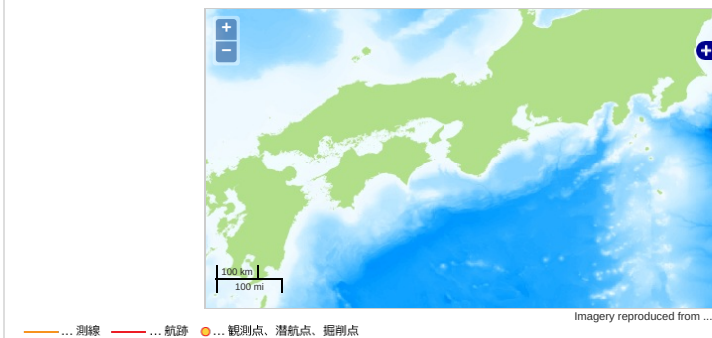 +
−
+
100 km
100 mi
Imagery reproduced from ...
... 測線 ... 航跡 ... 観測点、潜航点、掘削点